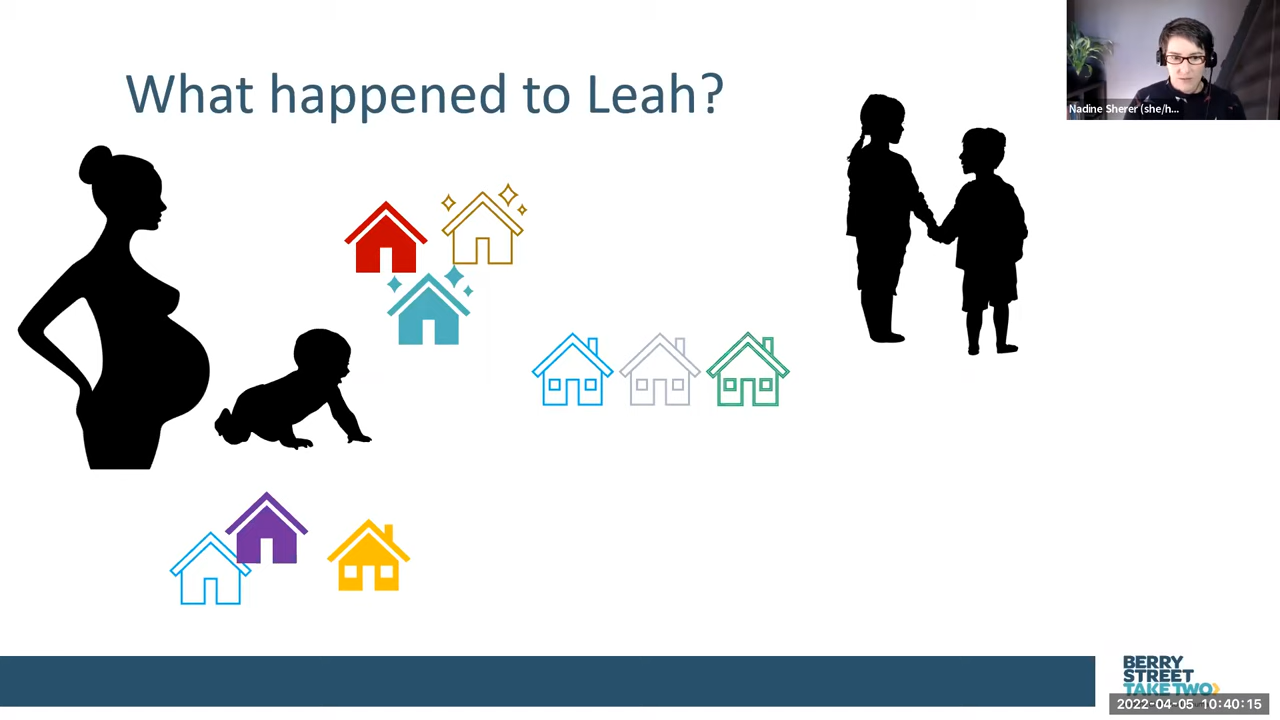 What happened to Leah?
Nadine Sherer (she/h...
BERRY
STREET
TAKE TWO
2022-04-05 10:40:15